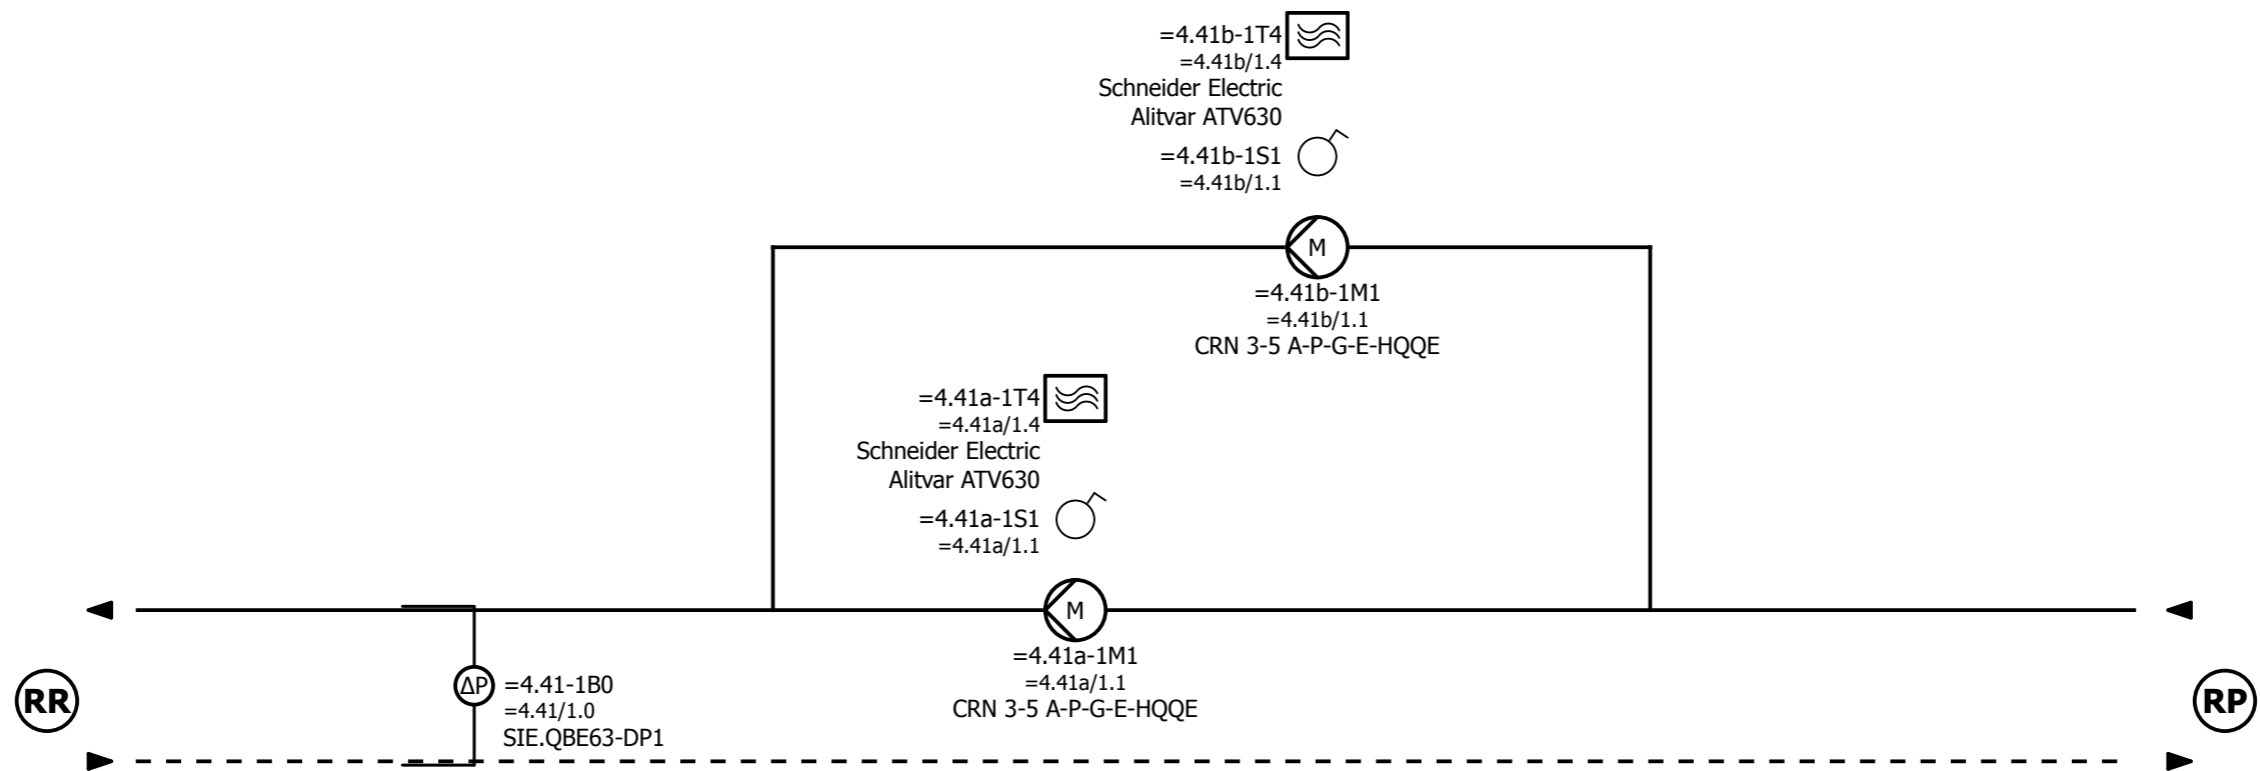 =4.41b-1T4
=4.41b/1.4
Schneider Electric
Alitvar ATV630
=4.41b-1S1
=4.41b/1.1
M
=4.41b-1M1
=4.41b/1.1
CRN 3-5 A-P-G-E-HQQE
=4.41a-1T4
=4.41a/1.4
Schneider Electric
Alitvar ATV630
=4.41a-1S1
=4.41a/1.1
M
=4.41a-1M1
=4.41a/1.1
CRN 3-5 A-P-G-E-HQQE
RR
ΔP
=4.41-1B0
=4.41/1.0
SIE.QBE63-DP1
RP